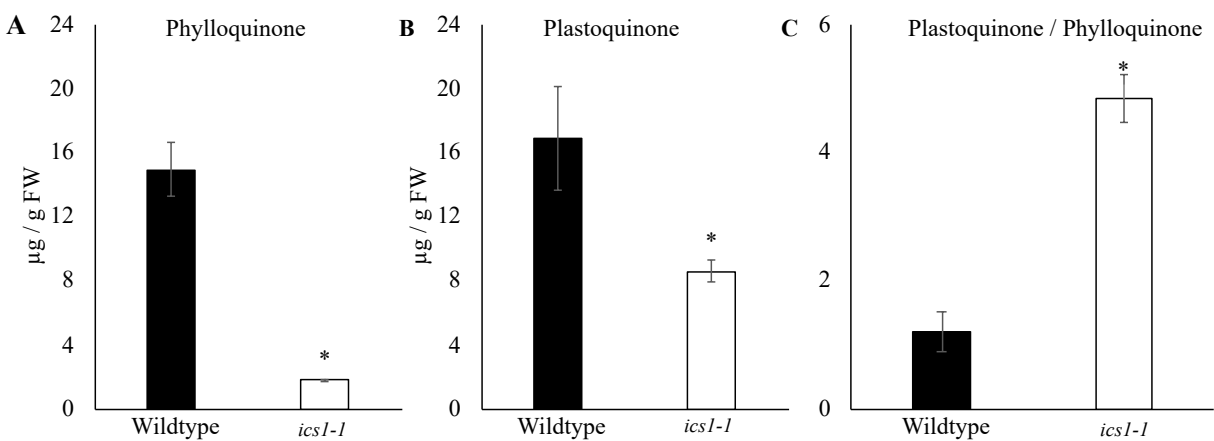 A Phylloquinone
24
20
16
12
8
4
0
µg / g FW
*
Wildtype ics1-1
B Plastoquinone
24
20
16
12
8
4
0
µg / g FW
*
Wildtype ics1-1
C Plastoquinone / Phylloquinone
6
4
2
0
*
Wildtype ics1-1